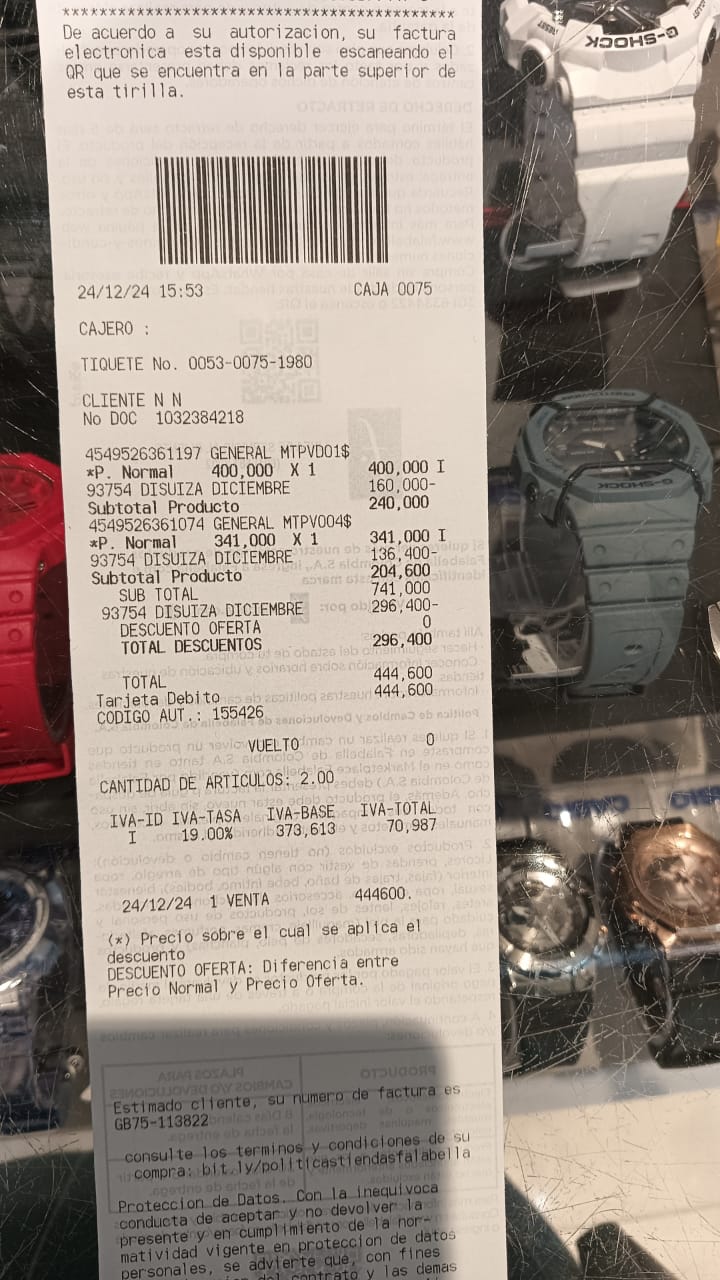 ********************************************
De acuerdo a su autorizacion, su factura
electronica esta disponible escaneando el
QR que se encuentra en la parte superior de
esta tirilla.
24/12/24 15:53 CAJA 0075
CAJERO :
TIQUETE No. 0053-0075-1980
CLIENTE N N
No DOC 1032384218
4549526361197 GENERAL MTPVD01$
*P. Normal 400,000 X 1 400,000 I
93754 DISUIZA DICIEMBRE 160,000-
Subtotal Producto 240,000
4549526361074 GENERAL MTPV004$
*P. Normal 341,000 X 1 341,000 I
93754 DISUIZA DICIEMBRE 136,400-
Subtotal Producto 204,600
SUB TOTAL 741,000
93754 DISUIZA DICIEMBRE 296,400-
DESCUENTO OFERTA 0
TOTAL DESCUENTOS 296,400
TOTAL 444,600
Tarjeta Debito 444,600
CODIGO AUT.: 155426
VUELTO 0
CANTIDAD DE ARTICULOS: 2.00
IVA-ID IVA-TASA IVA-BASE IVA-TOTAL
I 19.00% 373,613 70,987
24/12/24 1 VENTA 444600.
(*) Precio sobre el cual se aplica el
descuento
DESCUENTO OFERTA: Diferencia entre
Precio Normal y Precio Oferta.
Estimado cliente, su numero de factura es
GB75-113822
consulte los terminos y condiciones de su
compra: bit.ly/politicastiendasfalabella
Proteccion de Datos. Con la inequivoca
conducta de aceptar y no devolver la
presente y en cumplimiento de la nor-
matividad vigente en proteccion de datos
personales, se advierte que, con fines
del contrato y las demas
G-SHOCK
G-SHOCK
CASIO